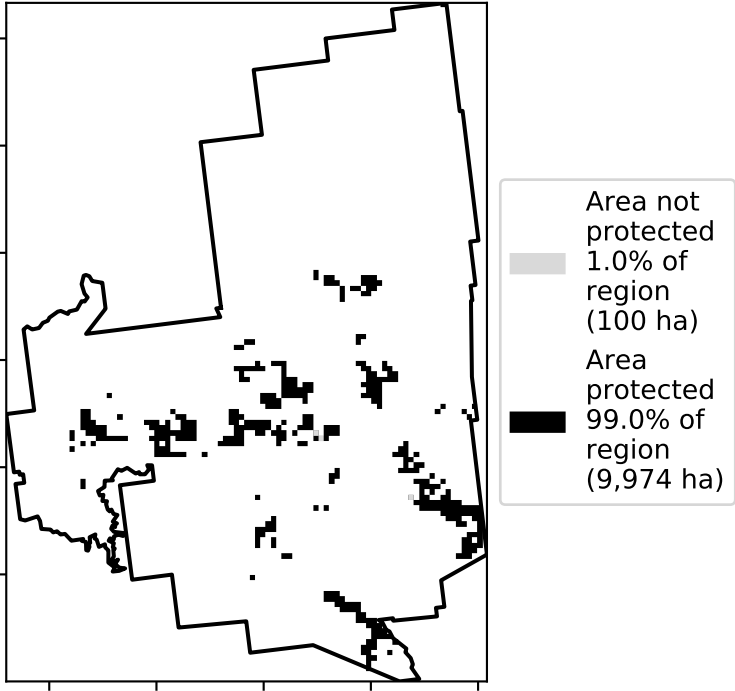 Area not
protected
1.0% of
region
(100 ha)
Area
protected
99.0% of
region
(9,974 ha)